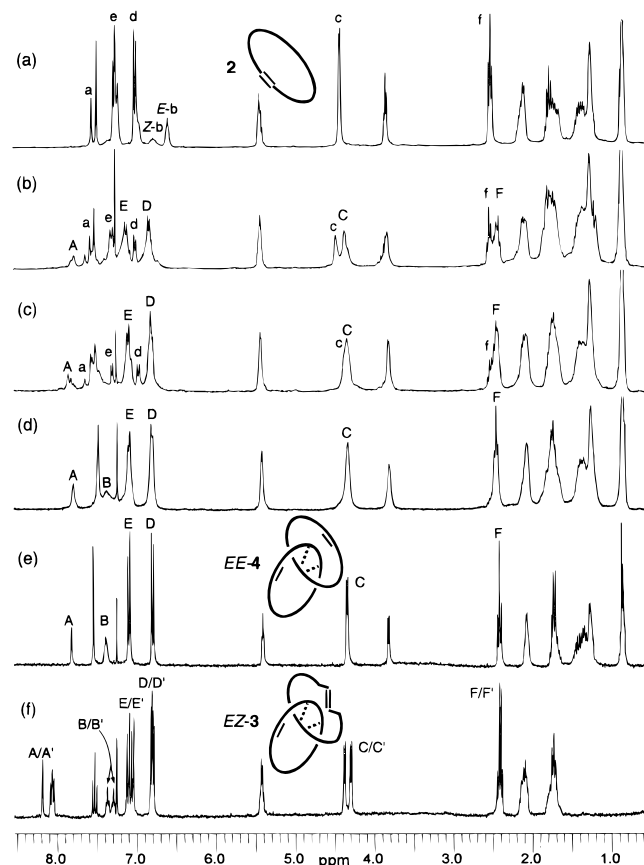 (a) 2 a e d Z-b E-b c f
(b) A a e E d D c C f F
(c) A a e E D d c C f F
(d) A B E D C F
(e) EE-4 A B E D C F
(f) EZ-3 A/A' B/B' E/E' D/D' C/C' F/F'
8.0 7.0 6.0 5.0 ppm 4.0 3.0 2.0 1.0